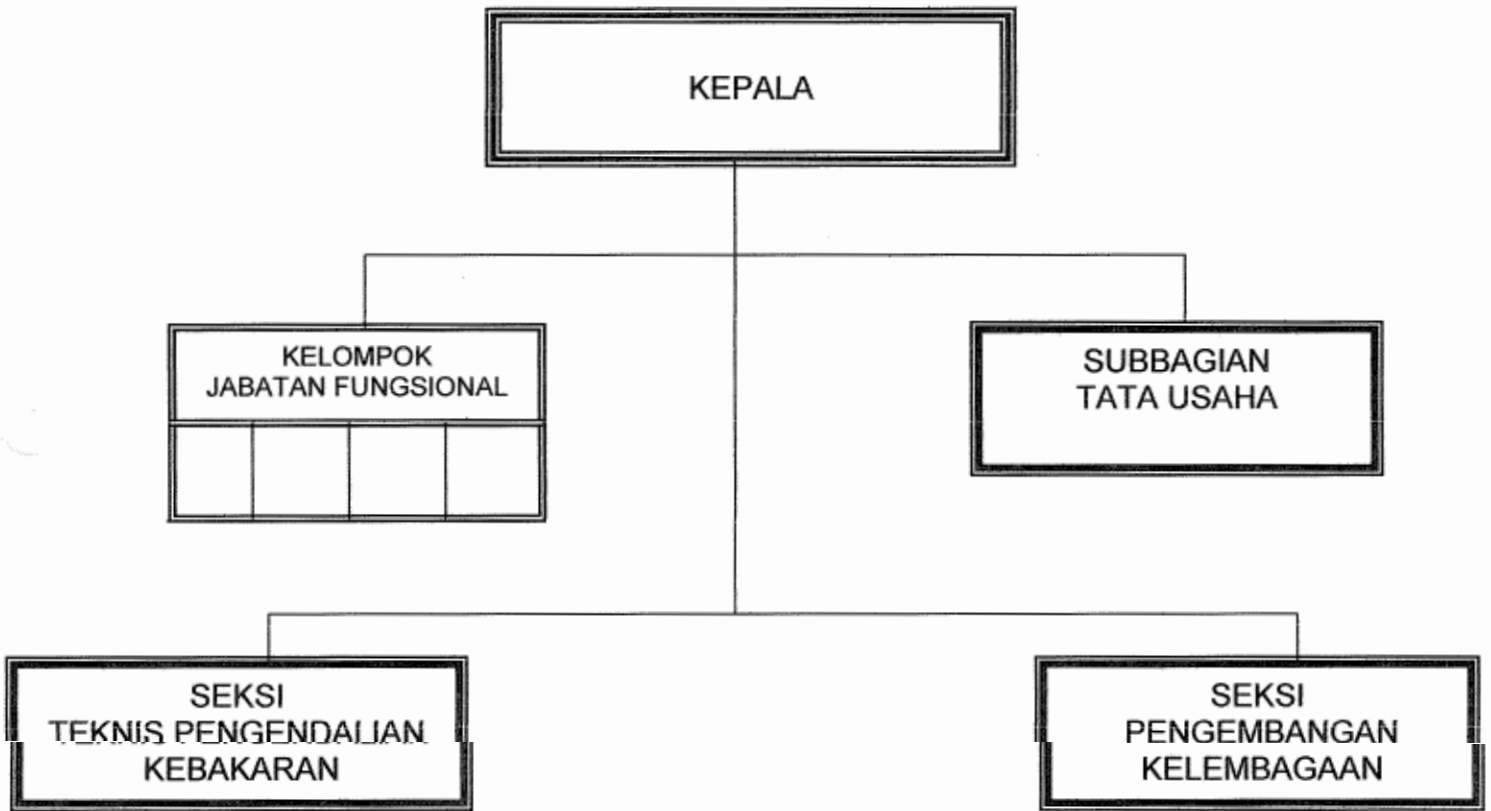 KEPALA
KELOMPOK
JABATAN FUNGSIONAL
SUBBAGIAN
TATA USAHA
SEKSI
TEKNIS PENGENDALIAN
KEBAKARAN
SEKSI
PENGEMBANGAN
KELEMBAGAAN